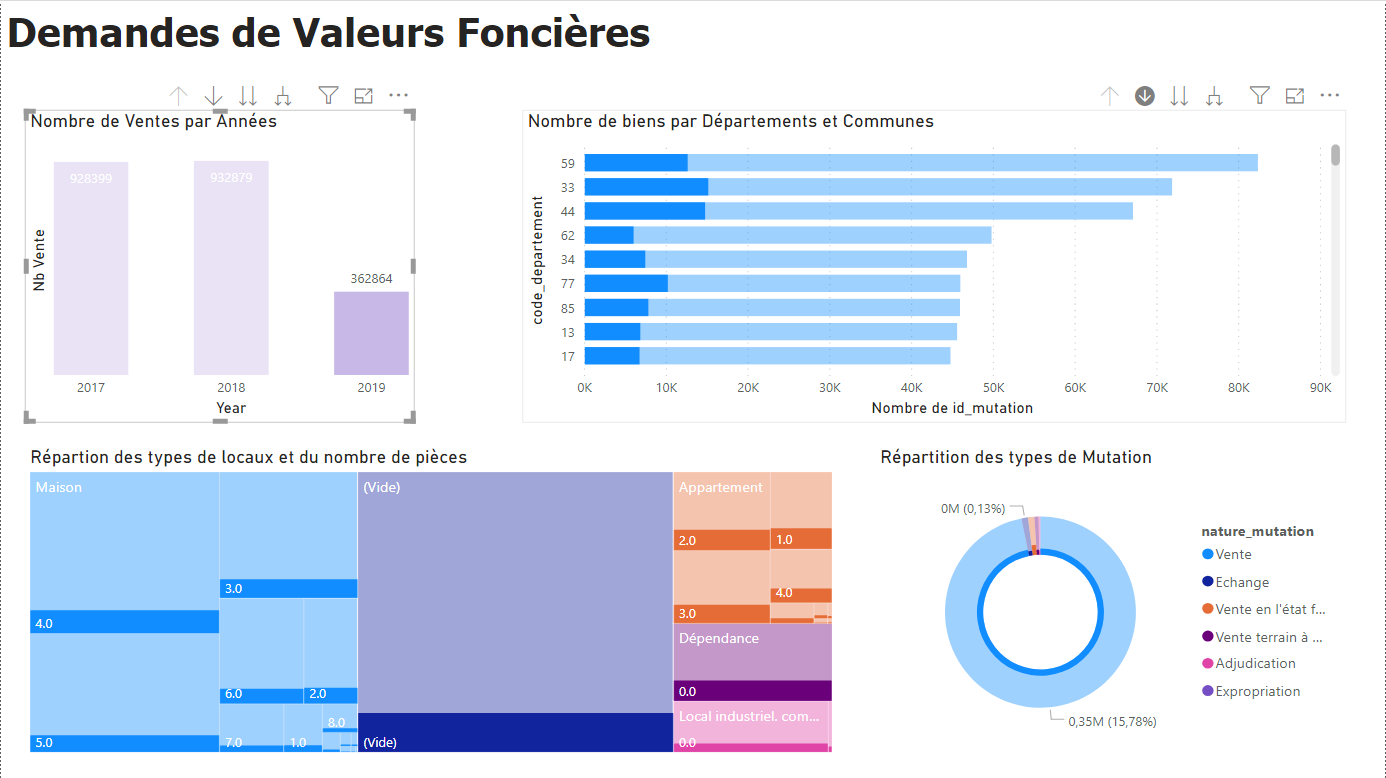 Demandes de Valeurs Foncières
Nombre de Ventes par Années
928399
932879
362864
Nb Vente
2017
2018
2019
Year
Nombre de biens par Départements et Communes
code_departement
59
33
44
62
34
77
85
13
17
0K
10K
20K
30K
40K
50K
60K
70K
80K
90K
Nombre de id_mutation
Répartion des types de locaux et du nombre de pièces
Maison
4.0
5.0
3.0
6.0
2.0
7.0
1.0
8.0
(Vide)
(Vide)
Appartement
2.0
1.0
3.0
4.0
Dépendance
0.0
Local industriel. com...
0.0
Répartition des types de Mutation
0M (0,13%)
0,35M (15,78%)
nature_mutation
Vente
Echange
Vente en l'état f...
Vente terrain à ...
Adjudication
Expropriation